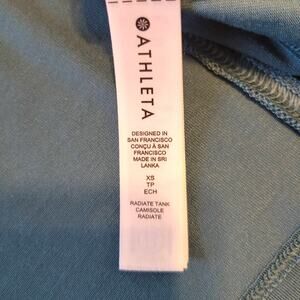 ATHLETA
DESIGNED IN
SAN FRANCISCO
CONÇU À SAN
FRANCISCO
MADE IN SRI
LANKA
XS
TP
ECH
RADIATE TANK
CAMISOLE
RADIATE